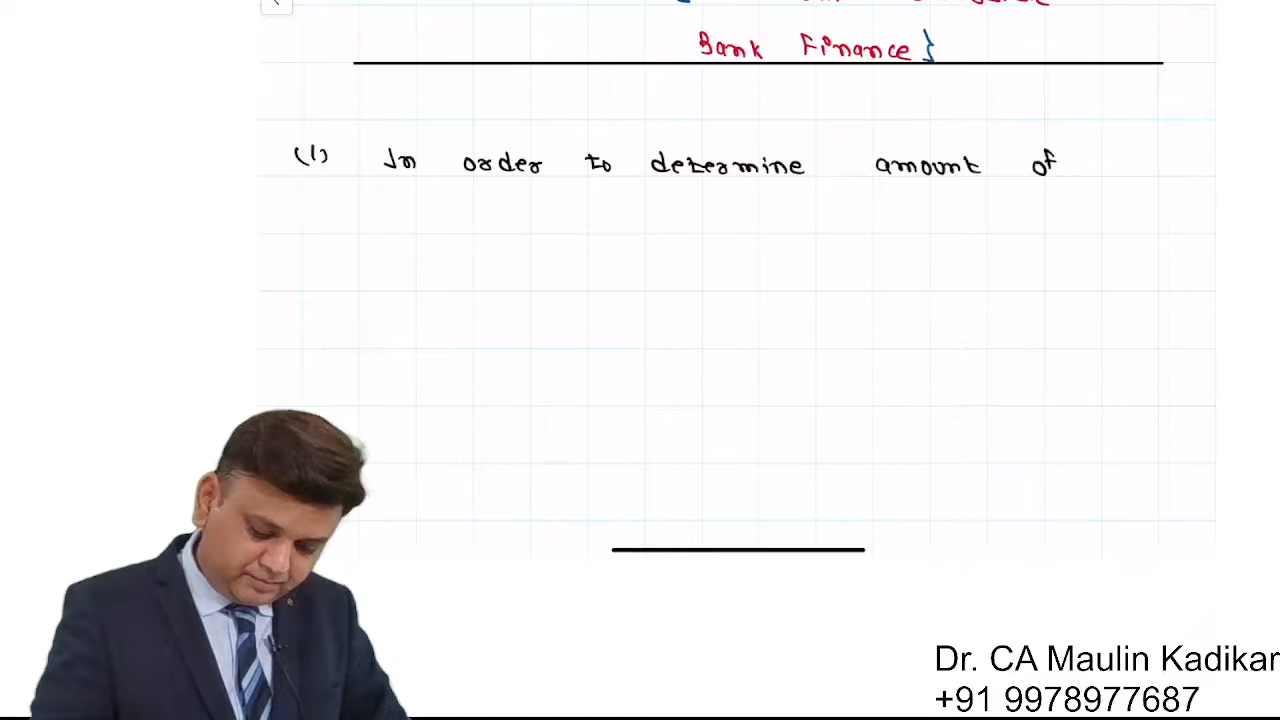 Bank Finance}
(1) In order to determine amount of
Dr. CA Maulin Kadikar
+91 9978977687